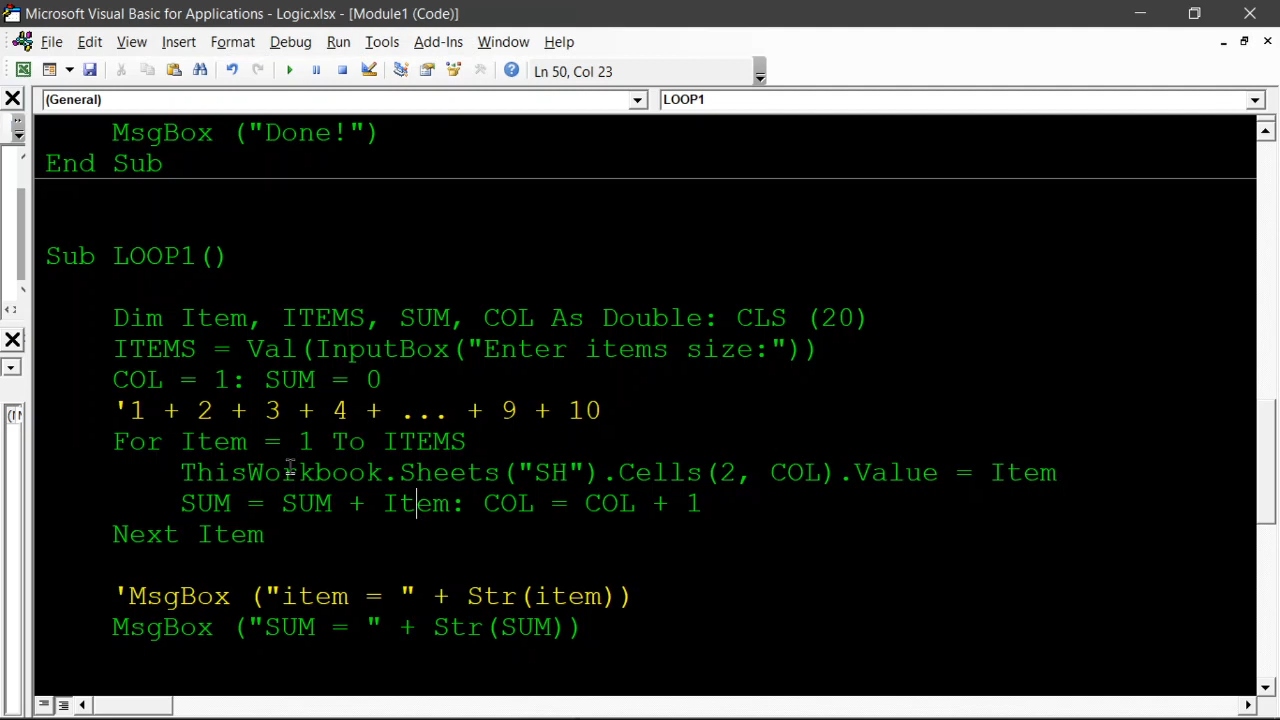 Microsoft Visual Basic for Applications - Logic.xlsx - [Module1 (Code)]
File Edit View Insert Format Debug Run Tools Add-Ins Window Help
Ln 50, Col 23
(General) LOOP1
MsgBox ("Done!")
End Sub
Sub LOOP1()
Dim Item, ITEMS, SUM, COL As Double: CLS (20)
ITEMS = Val(InputBox("Enter items size:"))
COL = 1: SUM = 0
'1 + 2 + 3 + 4 + ... + 9 + 10
For Item = 1 To ITEMS
ThisWorkbook.Sheets("SH").Cells(2, COL).Value = Item
SUM = SUM + Item: COL = COL + 1
Next Item
'MsgBox ("item = " + Str(item))
MsgBox ("SUM = " + Str(SUM))